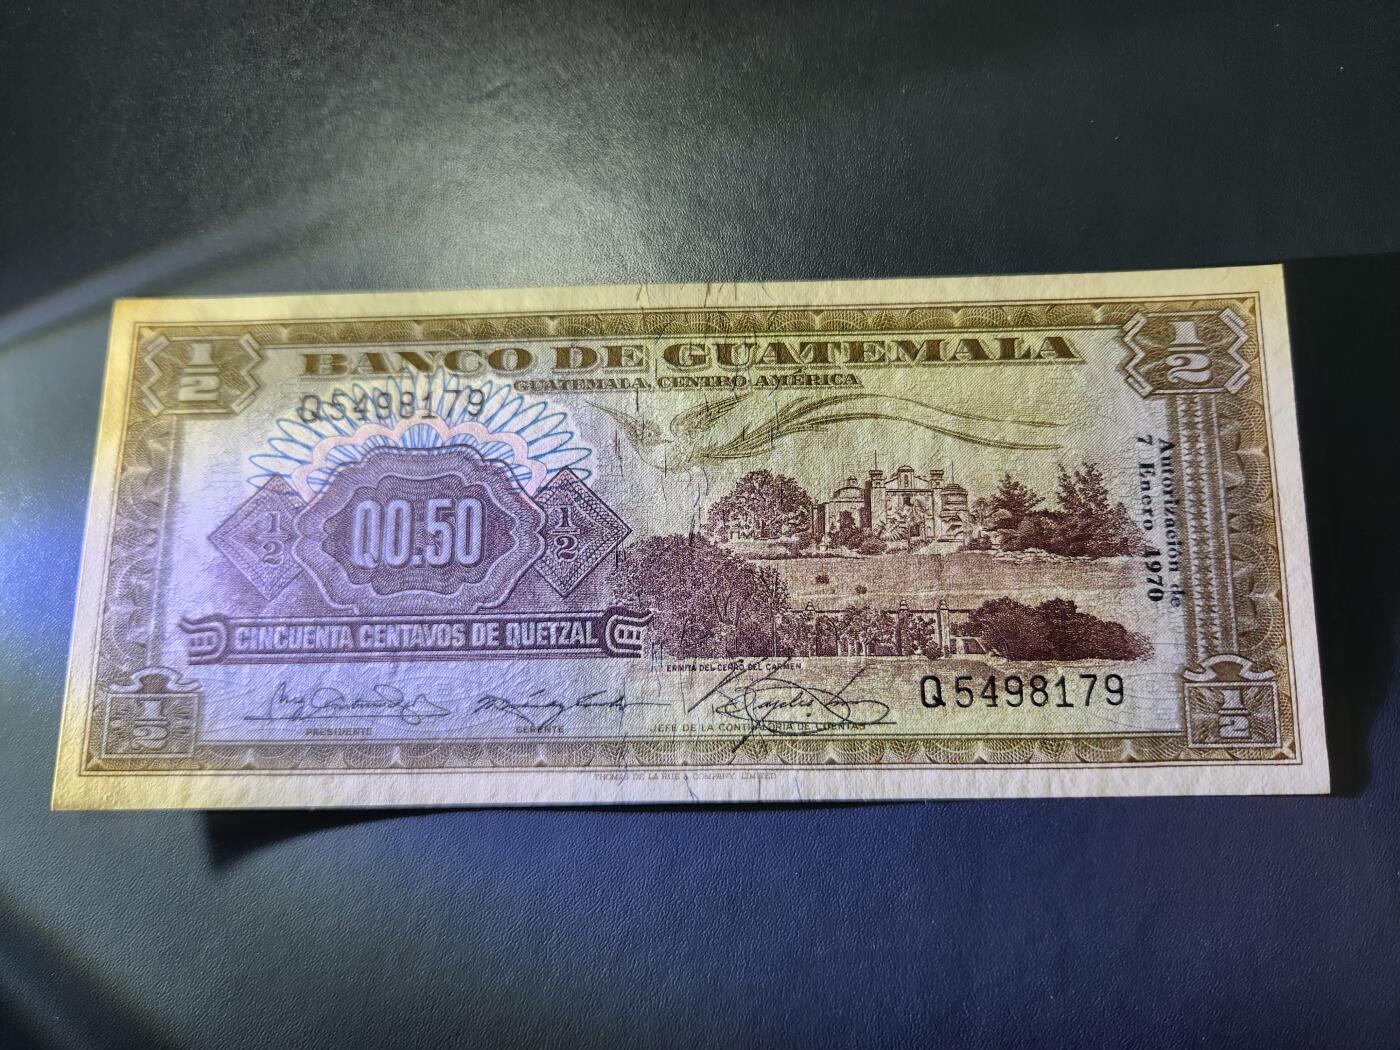 1/2
BANCO DE GUATEMALA
1/2
GUATEMALA, CENTRO AMÉRICA
Q5498179
1/2
Q0.50
1/2
Autorización de
7 Enero 1970
CINCUENTA CENTAVOS DE QUETZAL
ERMITA DEL CERRO DEL CARMEN
Q5498179
1/2
1/2
PRESIDENTE
GERENTE
JEFE DE LA CONTRALORIA DE CUENTAS
THOMAS DE LA RUE & COMPANY, LIMITED